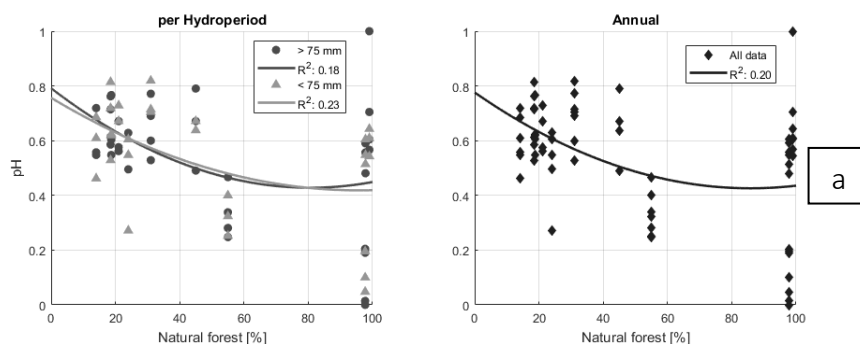 per Hydroperiod
pH
1
0.8
0.6
0.4
0.2
0
> 75 mm
R²: 0.18
< 75 mm
R²: 0.23
0 20 40 60 80 100
Natural forest [%]
Annual
1
0.8
0.6
0.4
0.2
0
All data
R²: 0.20
0 20 40 60 80 100
Natural forest [%]
a